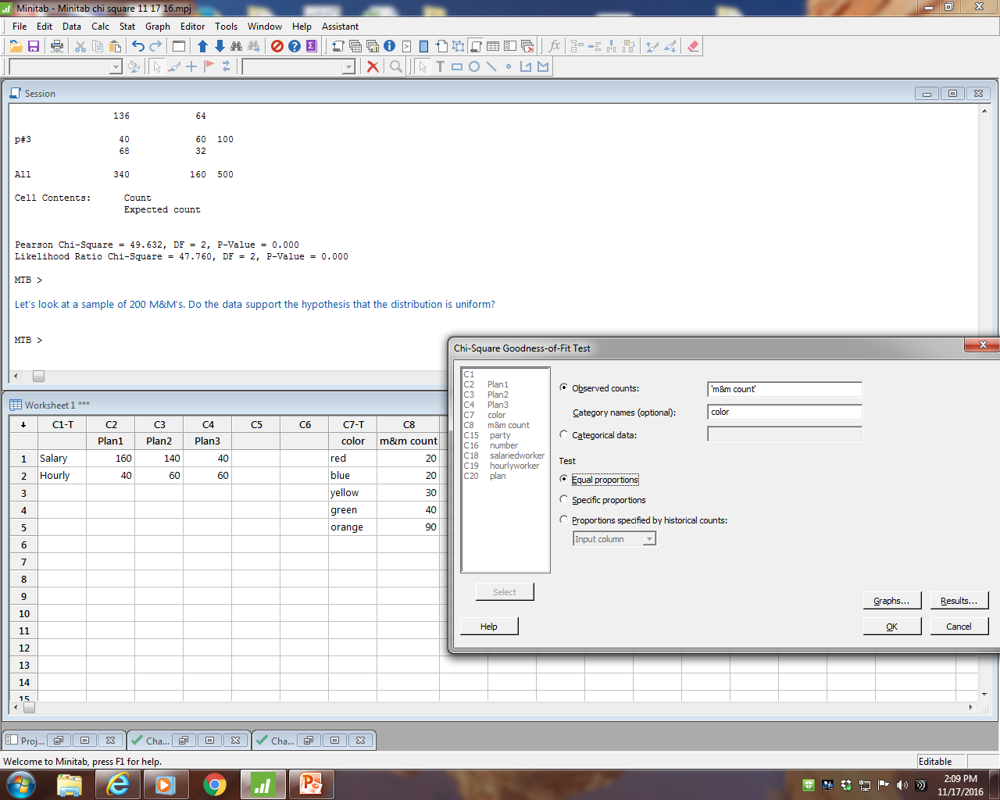 Minitab - Minitab chi square 11 17 16.mpj
File Edit Data Calc Stat Graph Editor Tools Window Help Assistant
Session
136 64
p#3 40 60 100
68 32
All 340 160 500
Cell Contents: Count
Expected count
Pearson Chi-Square = 49.632, DF = 2, P-Value = 0.000
Likelihood Ratio Chi-Square = 47.760, DF = 2, P-Value = 0.000
MTB >
Let's look at a sample of 200 M&M's. Do the data support the hypothesis that the distribution is uniform?
MTB >
Chi-Square Goodness-of-Fit Test
C1
C2 Plan1
C3 Plan2
C4 Plan3
C7 color
C8 m&m count
C15 party
C16 number
C18 salariedworker
C19 hourlyworker
C20 plan
Observed counts: 'm&m count'
Category names (optional): color
Categorical data:
Test
Equal proportions
Specific proportions
Proportions specified by historical counts:
Input column
Select
Graphs... Results...
Help OK Cancel
Worksheet 1 ***
C1-T C2 C3 C4 C5 C6 C7-T C8
Plan1 Plan2 Plan3 color m&m count
1 Salary 160 140 40 red 20
2 Hourly 40 60 60 blue 20
3 yellow 30
4 green 40
5 orange 90
6
7
8
9
10
11
12
13
14
15
Proj... Cha... Cha...
Welcome to Minitab, press F1 for help. Editable
2:09 PM
11/17/2016